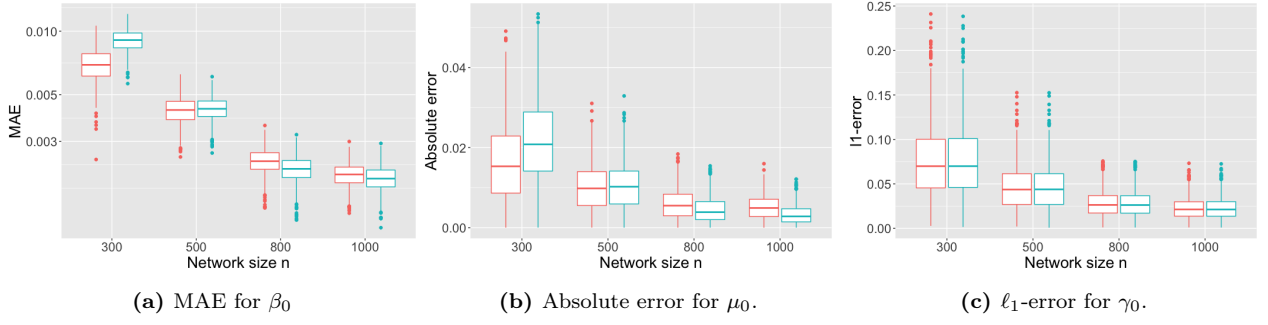 0.010
0.005
0.003
MAE
300 500 800 1000
Network size n
(a) MAE for β₀
0.04
0.02
0.00
Absolute error
300 500 800 1000
Network size n
(b) Absolute error for μ₀.
0.25
0.20
0.15
0.10
0.05
0.00
l1-error
300 500 800 1000
Network size n
(c) ℓ₁-error for γ₀.